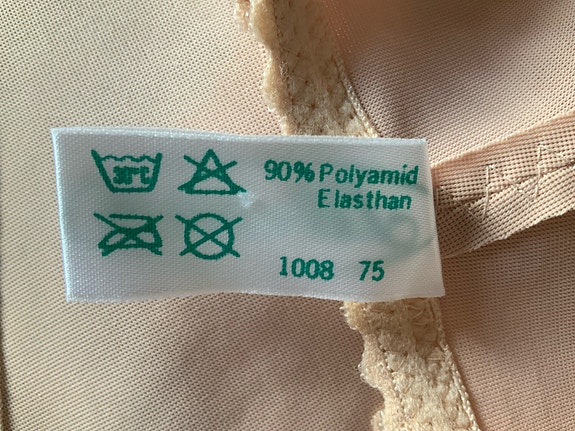 30°C
90% Polyamid
Elasthan
1008 75